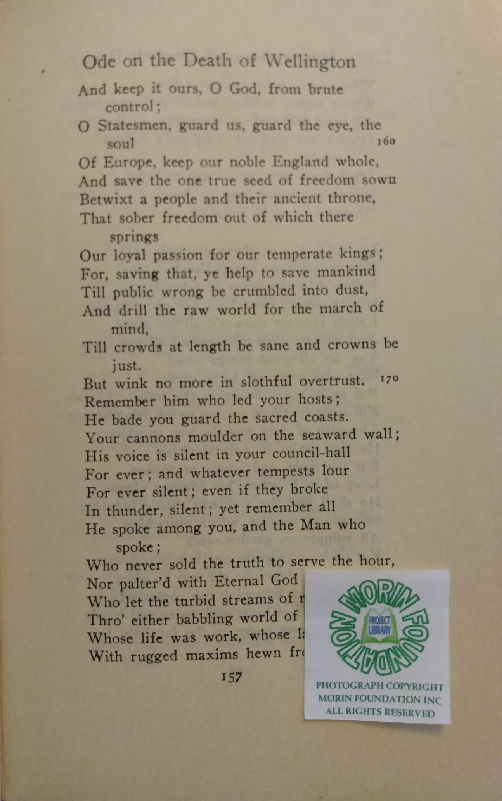 Ode on the Death of Wellington
And keep it ours, O God, from brute
control;
O Statesmen, guard us, guard the eye, the
soul 160
Of Europe, keep our noble England whole,
And save the one true seed of freedom sown
Betwixt a people and their ancient throne,
That sober freedom out of which there
springs
Our loyal passion for our temperate kings;
For, saving that, ye help to save mankind
Till public wrong be crumbled into dust,
And drill the raw world for the march of
mind,
Till crowds at length be sane and crowns be
just.
But wink no more in slothful overtrust. 170
Remember him who led your hosts;
He bade you guard the sacred coasts.
Your cannons moulder on the seaward wall;
His voice is silent in your council-hall
For ever; and whatever tempests lour
For ever silent; even if they broke
In thunder, silent; yet remember all
He spoke among you, and the Man who
spoke;
Who never sold the truth to serve the hour,
Nor palter'd with Eternal God
Who let the turbid streams of
Thro' either babbling world of
Whose life was work, whose
With rugged maxims hewn
157
MORIN FOUNDATION
PROJECT
LIBRARY
PHOTOGRAPH COPYRIGHT
MORIN FOUNDATION INC
ALL RIGHTS RESERVED